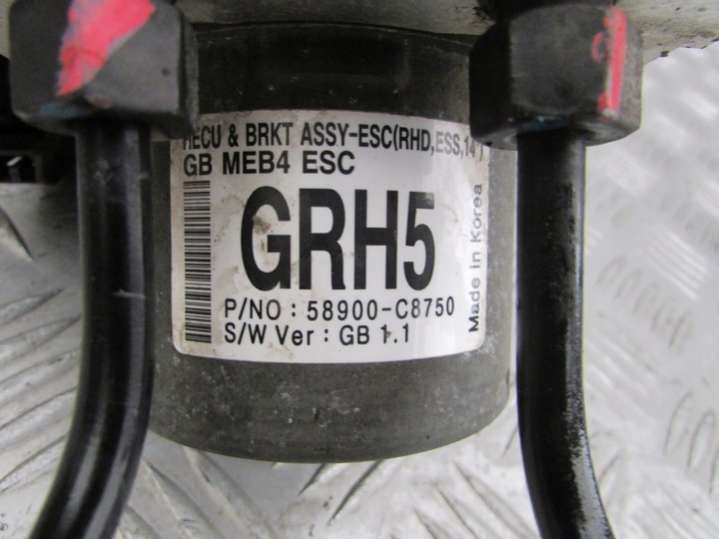 HECU & BRKT ASSY-ESC(RHD,ESS,14")
GB MEB4 ESC
GRH5
P/NO : 58900-C8750
S/W Ver : GB 1.1
Made in Korea